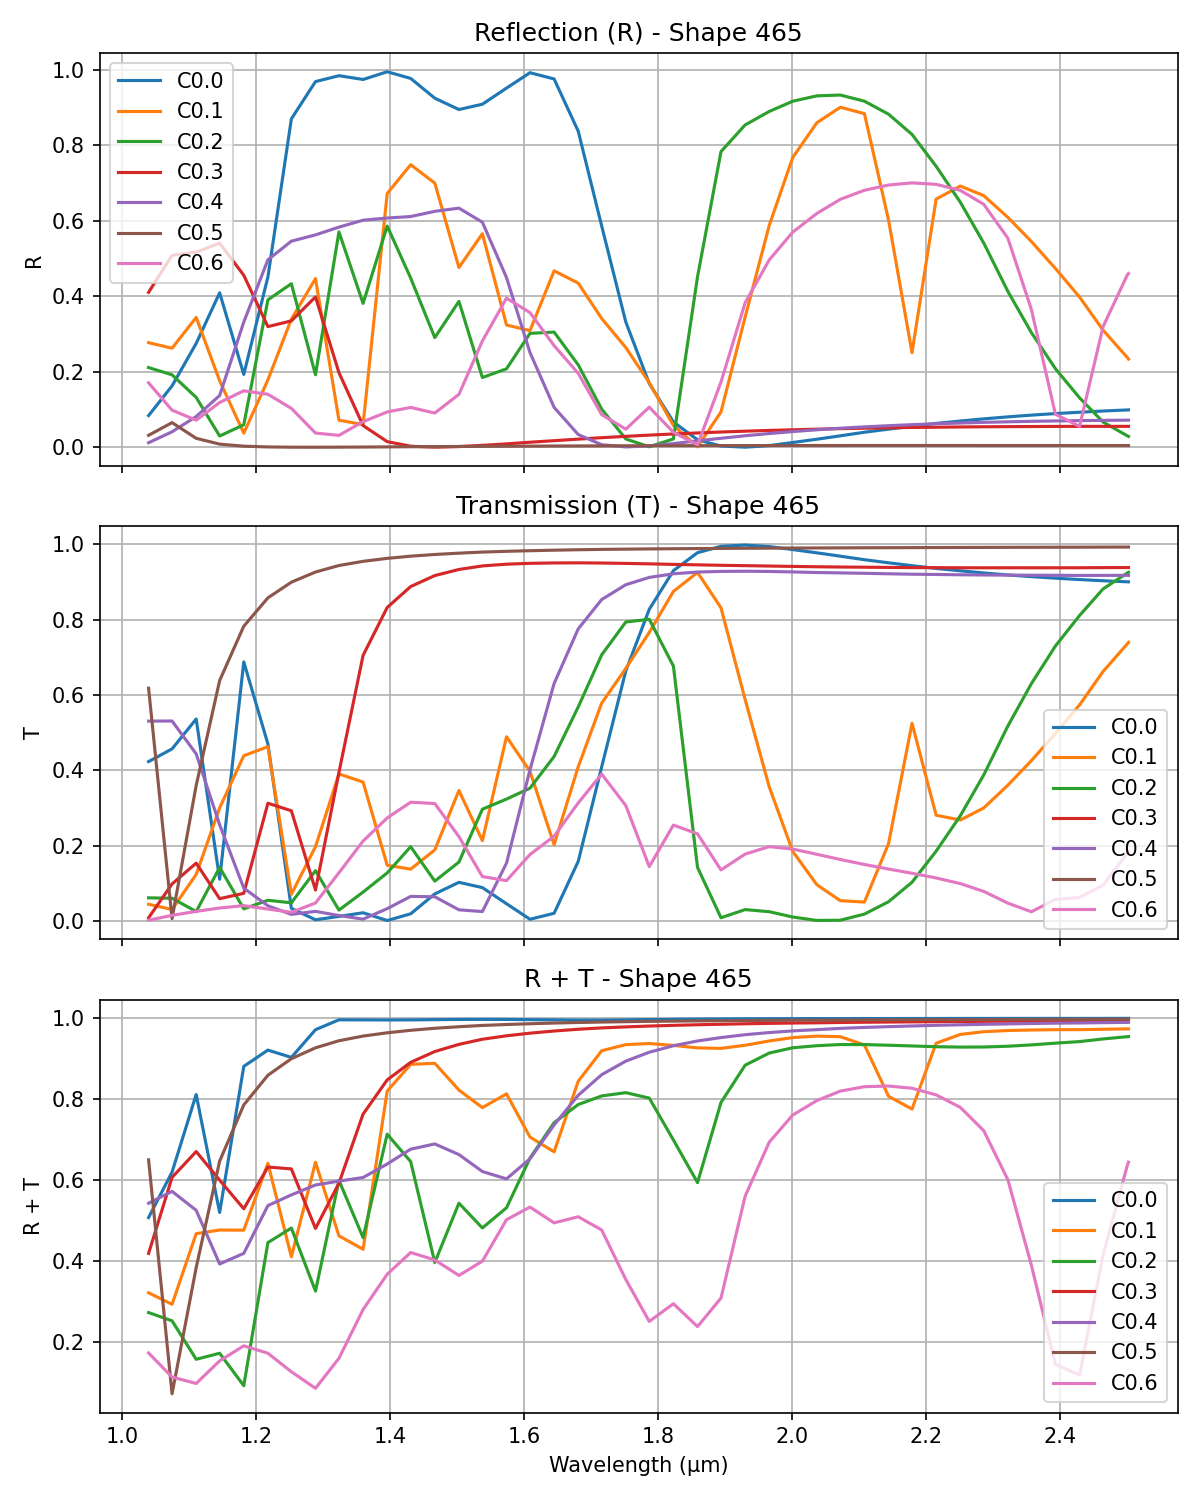 Reflection (R) - Shape 465
1.0
0.8
0.6
0.4
0.2
0.0
R
C0.0
C0.1
C0.2
C0.3
C0.4
C0.5
C0.6
Transmission (T) - Shape 465
1.0
0.8
0.6
0.4
0.2
0.0
T
C0.0
C0.1
C0.2
C0.3
C0.4
C0.5
C0.6
R + T - Shape 465
1.0
0.8
0.6
0.4
0.2
R + T
C0.0
C0.1
C0.2
C0.3
C0.4
C0.5
C0.6
1.0 1.2 1.4 1.6 1.8 2.0 2.2 2.4
Wavelength (μm)